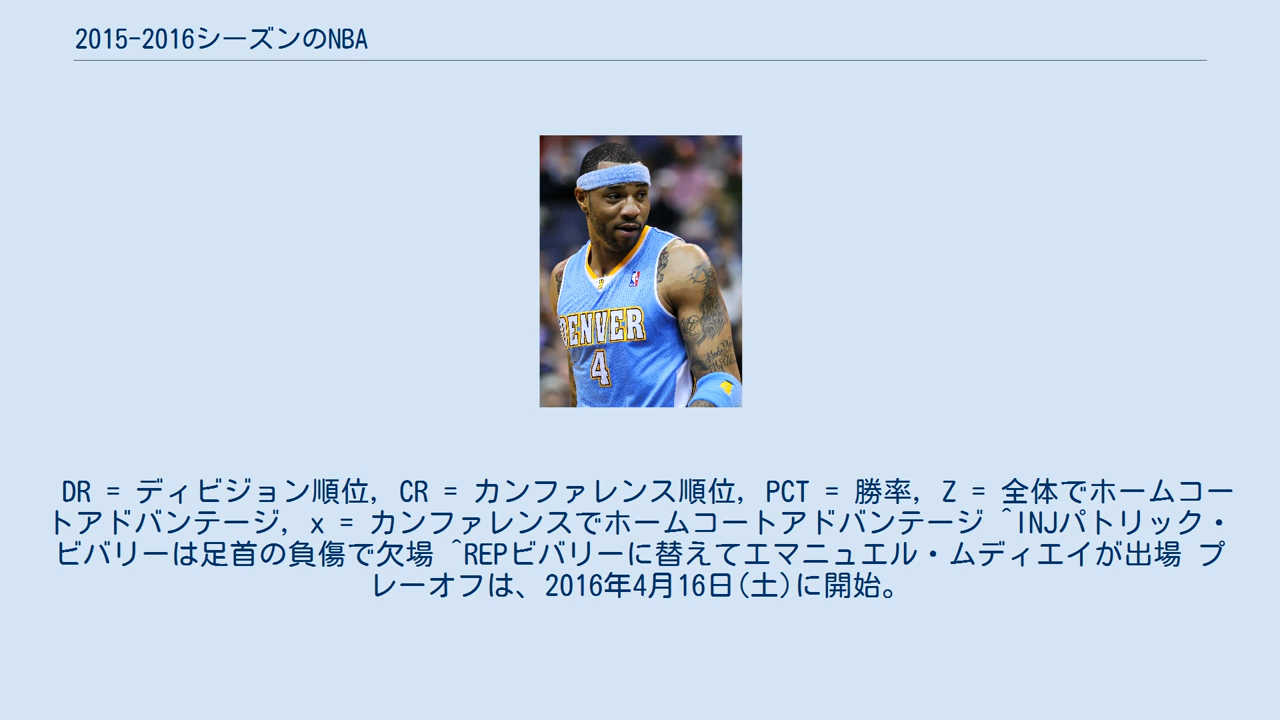 2015-2016シーズンのNBA
DENVER
4
DR = ディビジョン順位, CR = カンファレンス順位, PCT = 勝率, Z = 全体でホームコー
トアドバンテージ, x = カンファレンスでホームコートアドバンテージ ^INJパトリック・
ビバリーは足首の負傷で欠場 ^REPビバリーに替えてエマニュエル・ムディエイが出場 プ
レーオフは、2016年4月16日(土)に開始。